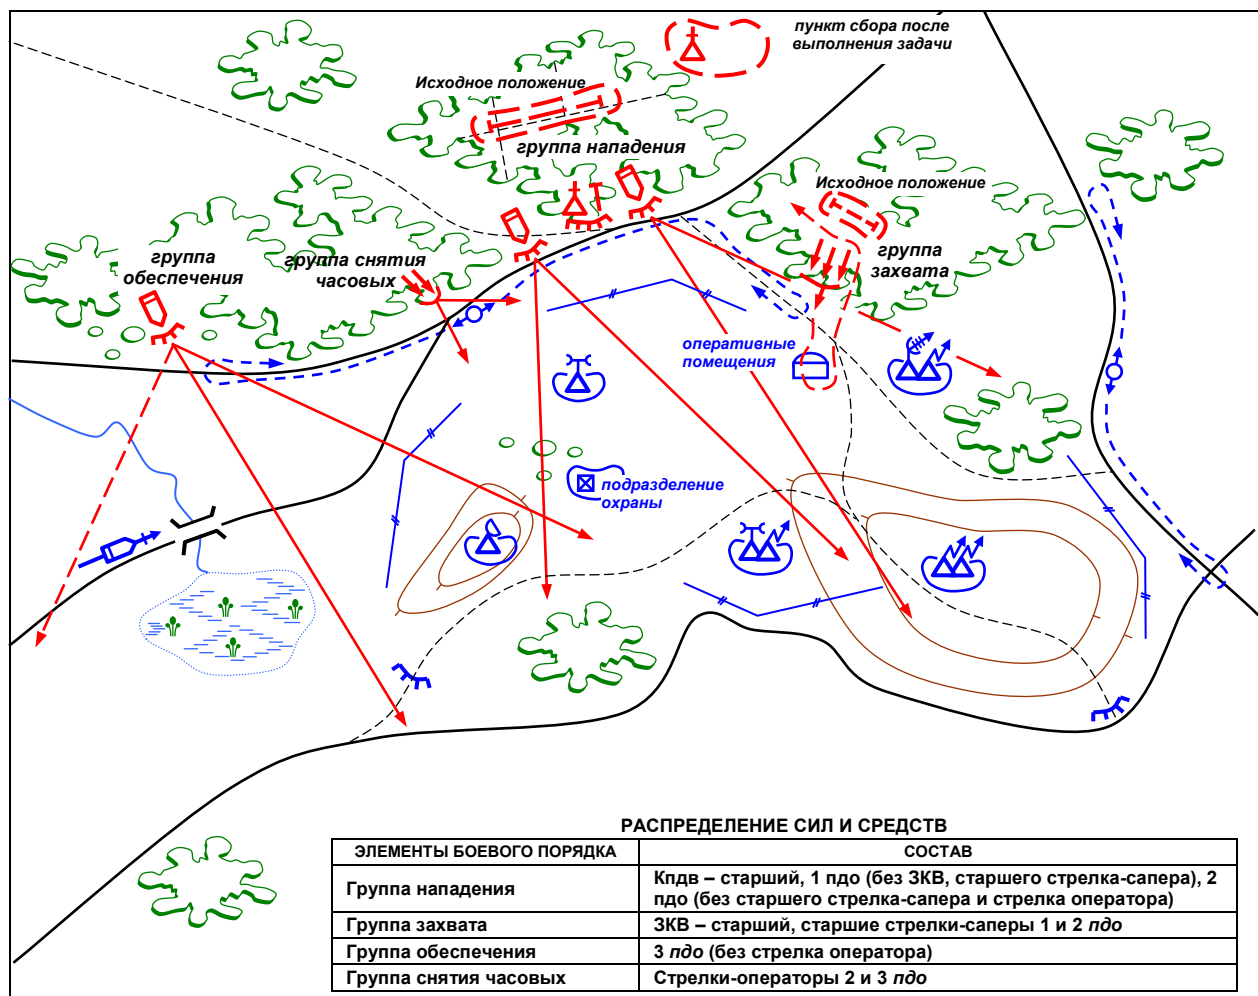 пункт сбора после
выполнения задачи
Исходное положение
группа нападения
Исходное положение
группа
захвата
группа
обеспечения
группа снятия
часовых
оперативные
помещения
подразделение
охраны
РАСПРЕДЕЛЕНИЕ СИЛ И СРЕДСТВ
ЭЛЕМЕНТЫ БОЕВОГО ПОРЯДКА
СОСТАВ
Группа нападения
Кпдв – старший, 1 пдо (без ЗКВ, старшего стрелка-сапера), 2
пдо (без старшего стрелка-сапера и стрелка оператора)
Группа захвата
ЗКВ – старший, старшие стрелки-саперы 1 и 2 пдо
Группа обеспечения
3 пдо (без стрелка оператора)
Группа снятия часовых
Стрелки-операторы 2 и 3 пдо